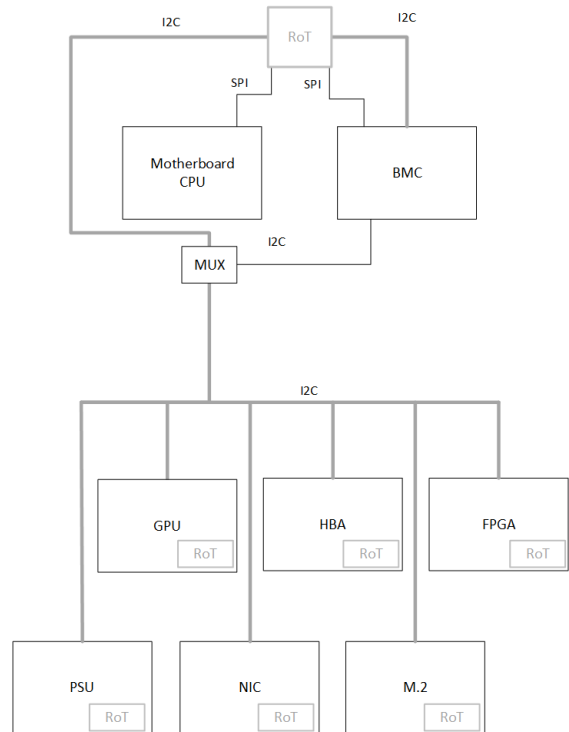 I2C
RoT
I2C
SPI
SPI
Motherboard
CPU
BMC
I2C
MUX
I2C
GPU
RoT
HBA
RoT
FPGA
RoT
PSU
RoT
NIC
RoT
M.2
RoT